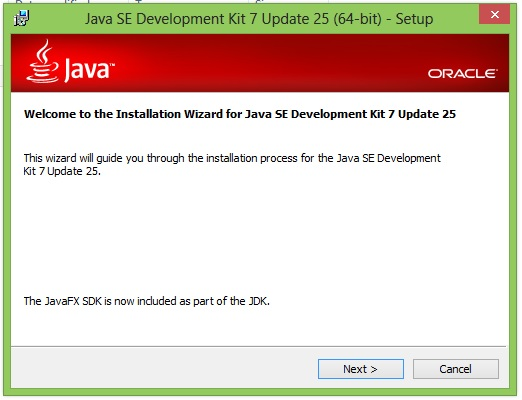 Java SE Development Kit 7 Update 25 (64-bit) - Setup
Java™
ORACLE®
Welcome to the Installation Wizard for Java SE Development Kit 7 Update 25
This wizard will guide you through the installation process for the Java SE Development
Kit 7 Update 25.
The JavaFX SDK is now included as part of the JDK.
Next >
Cancel